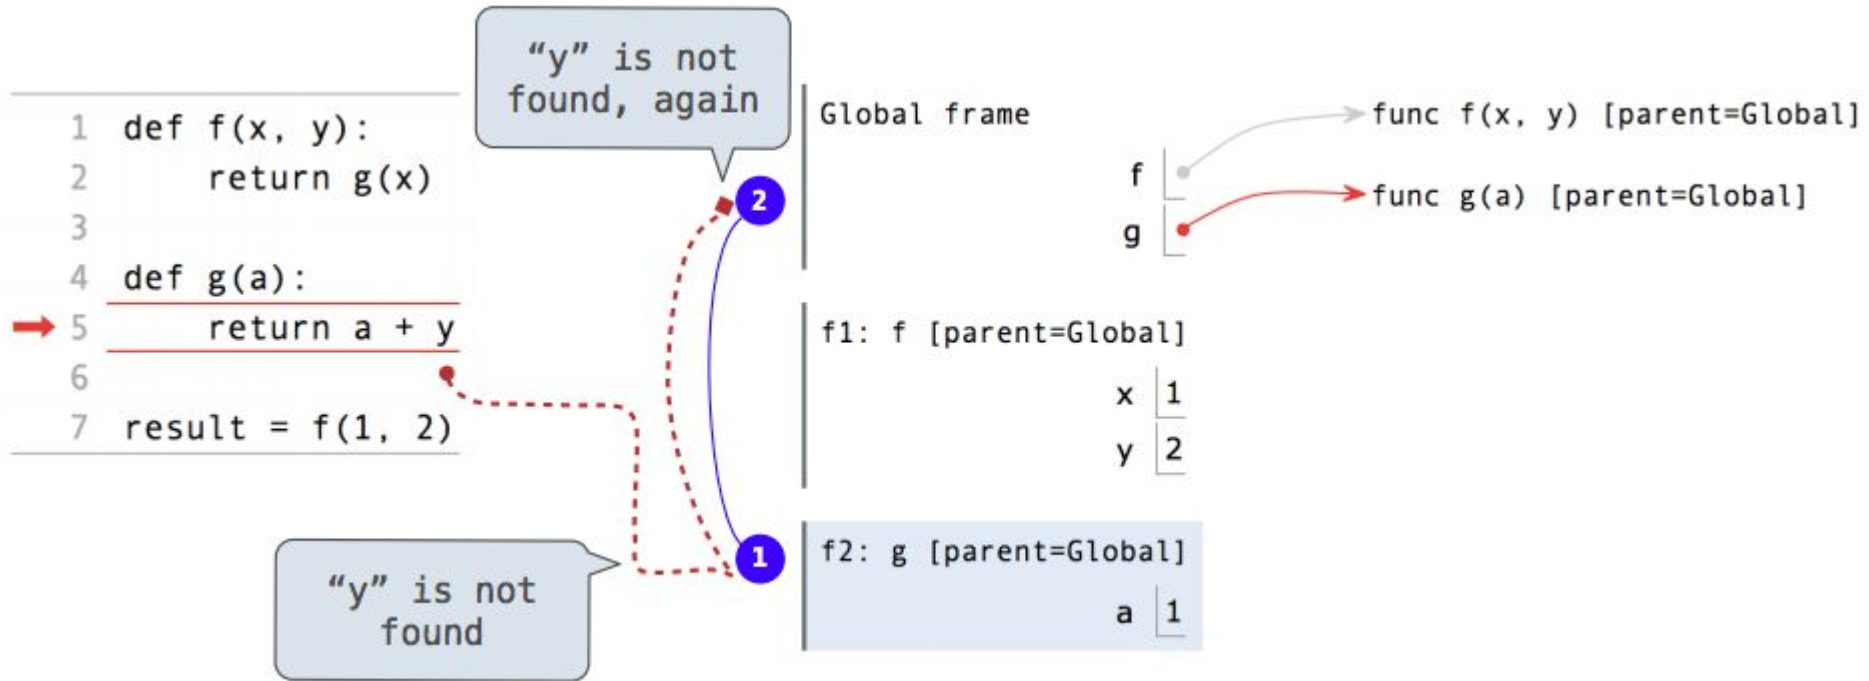 “y” is not
found, again
1 def f(x, y):
2 return g(x)
3
4 def g(a):
5 return a + y
6
7 result = f(1, 2)
“y” is not
found
2
1
Global frame
f
g
func f(x, y) [parent=Global]
func g(a) [parent=Global]
f1: f [parent=Global]
x 1
y 2
f2: g [parent=Global]
a 1